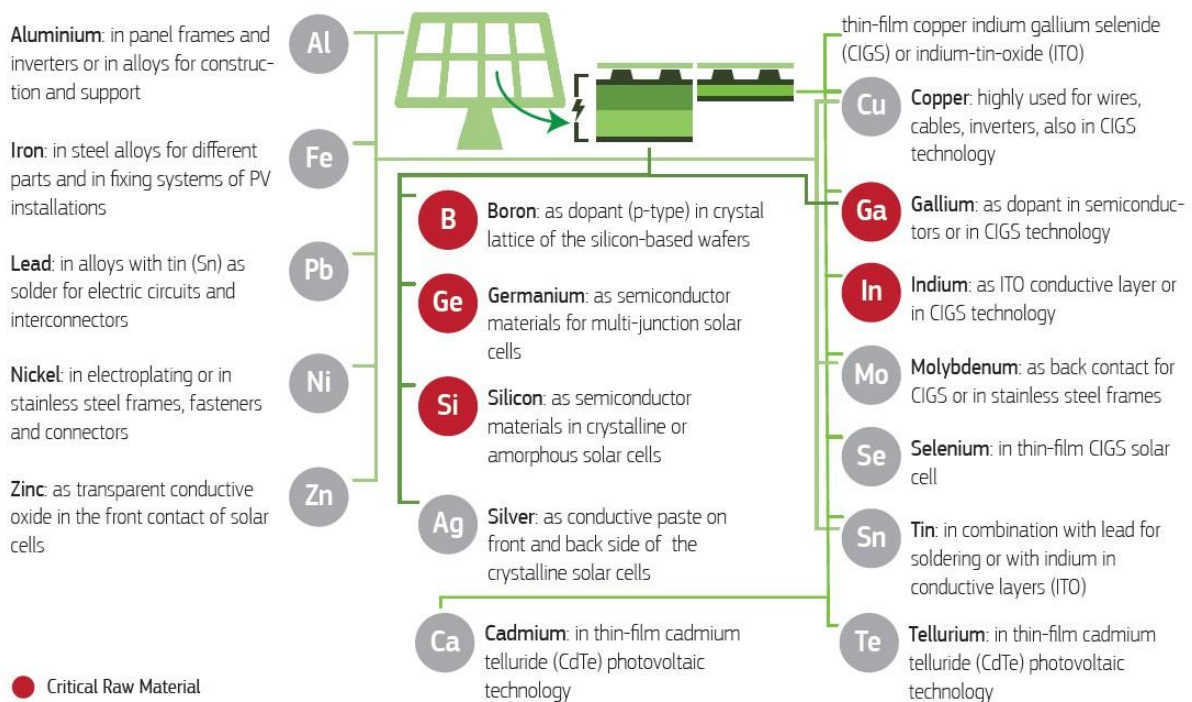 Aluminium: in panel frames and
inverters or in alloys for construc-
tion and support
Al
Iron: in steel alloys for different
parts and in fixing systems of PV
installations
Fe
Lead: in alloys with tin (Sn) as
solder for electric circuits and
interconnectors
Pb
Nickel: in electroplating or in
stainless steel frames, fasteners
and connectors
Ni
Zinc: as transparent conductive
oxide in the front contact of solar
cells
Zn
B
Boron: as dopant (p-type) in crystal
lattice of the silicon-based wafers
Ge
Germanium: as semiconductor
materials for multi-junction solar
cells
Si
Silicon: as semiconductor
materials in crystalline or
amorphous solar cells
Ag
Silver: as conductive paste on
front and back side of the
crystalline solar cells
Ca
Cadmium: in thin-film cadmium
telluride (CdTe) photovoltaic
technology
thin-film copper indium gallium selenide
(CIGS) or indium-tin-oxide (ITO)
Cu
Copper: highly used for wires,
cables, inverters, also in CIGS
technology
Ga
Gallium: as dopant in semiconduc-
tors or in CIGS technology
In
Indium: as ITO conductive layer or
in CIGS technology
Mo
Molybdenum: as back contact for
CIGS or in stainless steel frames
Se
Selenium: in thin-film CIGS solar
cell
Sn
Tin: in combination with lead for
soldering or with indium in
conductive layers (ITO)
Te
Tellurium: in thin-film cadmium
telluride (CdTe) photovoltaic
technology
Critical Raw Material